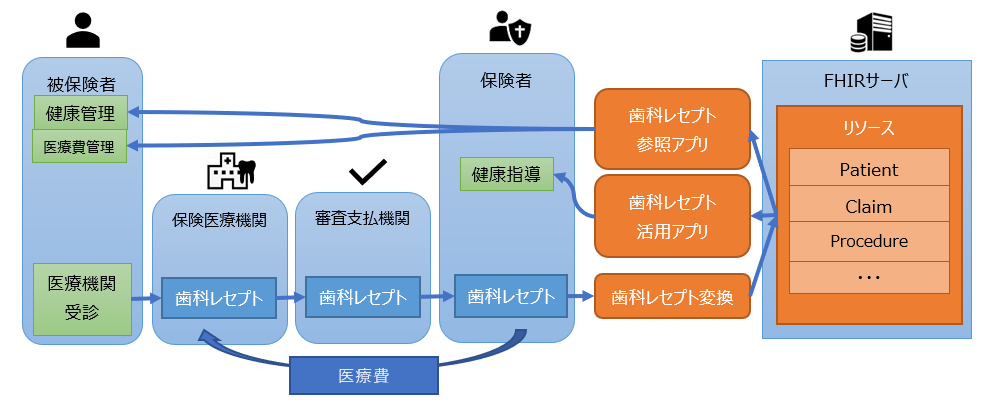 被保険者
健康管理
医療費管理
医療機関
受診
保険医療機関
歯科レセプト
審査支払機関
歯科レセプト
保険者
健康指導
歯科レセプト
医療費
歯科レセプト
参照アプリ
歯科レセプト
活用アプリ
歯科レセプト変換
FHIRサーバ
リソース
Patient
Claim
Procedure
・・・